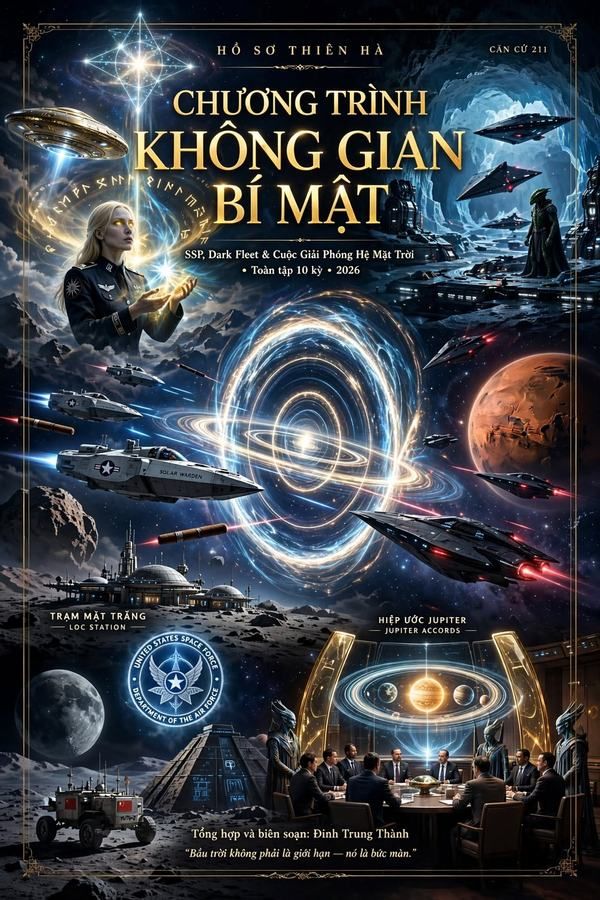 HỒ SƠ THIÊN HÀ
CĂN CỨ 211
CHƯƠNG TRÌNH
KHÔNG GIAN
BÍ MẬT
SSP, Dark Fleet & Cuộc Giải Phóng Hệ Mặt Trời
• Toàn tập 10 kỳ • 2026
SOLAR WARDEN
TRẠM MẶT TRĂNG
LOC STATION
HIỆP ƯỚC JUPITER
JUPITER ACCORDS
UNITED STATES SPACE FORCE
DEPARTMENT OF THE AIR FORCE
Tổng hợp và biên soạn: Đinh Trung Thành
“Bầu trời không phải là giới hạn — nó là bức màn.”